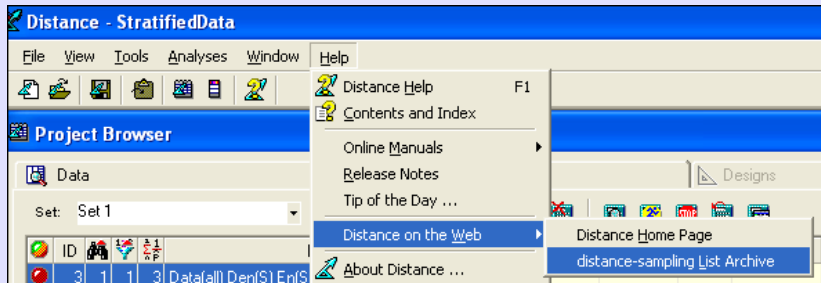 Distance - StratifiedData
File View Tools Analyses Window Help
Distance Help F1
Contents and Index
Project Browser
Online Manuals
Data
Release Notes
Designs
Tip of the Day ...
Set: Set 1
Distance on the Web
Distance Home Page
ID
distance-sampling List Archive
About Distance ...
3 1 1 3 Data(all) Den(S) En(S